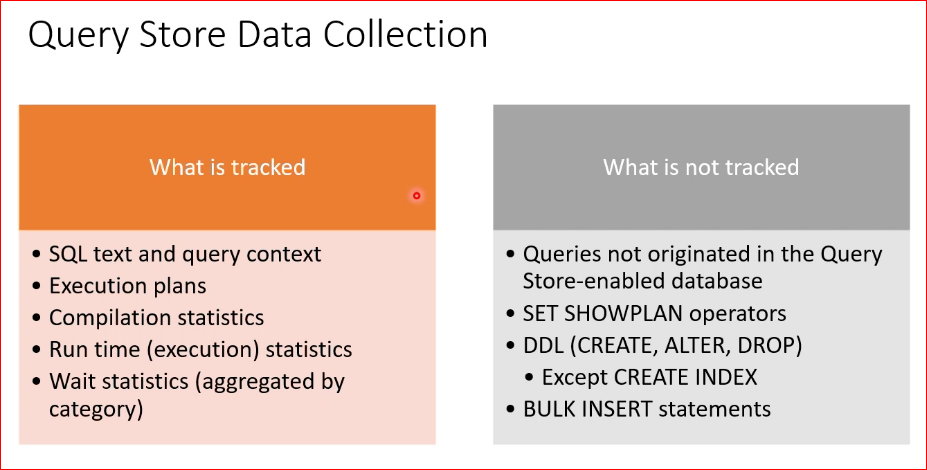 Query Store Data Collection
What is tracked
• SQL text and query context
• Execution plans
• Compilation statistics
• Run time (execution) statistics
• Wait statistics (aggregated by
category)
What is not tracked
• Queries not originated in the Query
Store-enabled database
• SET SHOWPLAN operators
• DDL (CREATE, ALTER, DROP)
• Except CREATE INDEX
• BULK INSERT statements